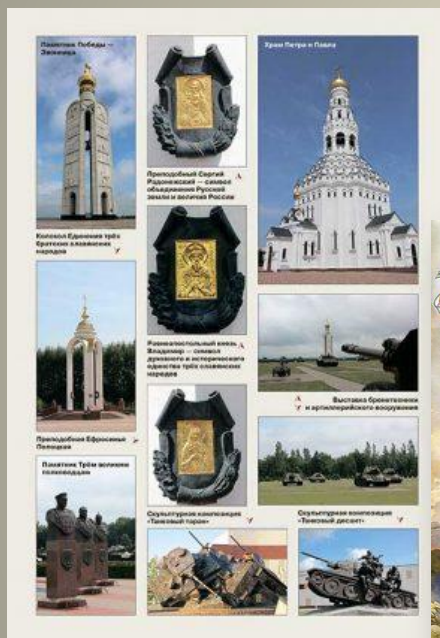 Памятник Победы —
Звонница
Колокол Единения трёх
братских славянских
народов
Преподобная Ефросинья
Полоцкая
Памятник Трём великим
полководцам
Преподобный Сергий
Радонежский — символ
объединения Русской
земли и величия России
Равноапостольный князь
Владимир — символ
духовного и исторического
единства трёх славянских
народов
Скульптурная композиция
«Танковый таран»
Храм Петра и Павла
Выставка бронетехники
и артиллерийского вооружения
Скульптурная композиция
«Танковый десант»